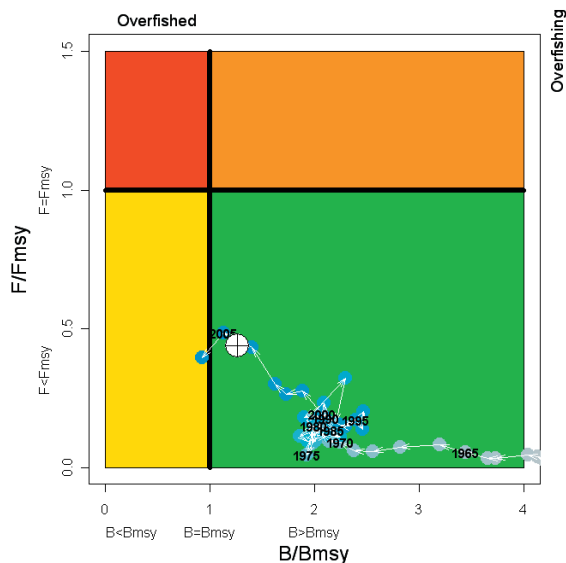 Overfished
Overfishing
1.5
1.0
0.5
0.0
F=Fmsy
F<Fmsy
F/Fmsy
2005
2000
1990
1995
1980
1985
1970
1975
1965
0 1 2 3 4
B<Bmsy B=Bmsy B>Bmsy
B/Bmsy